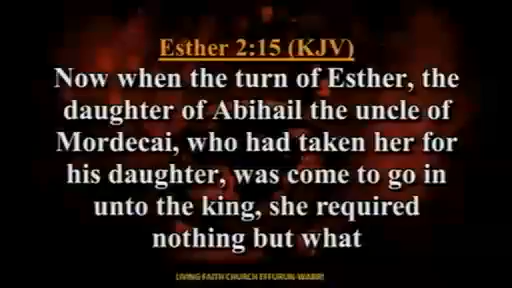 Esther 2:15 (KJV)
Now when the turn of Esther, the
daughter of Abihail the uncle of
Mordecai, who had taken her for
his daughter, was come to go in
unto the king, she required
nothing but what
LIVING FAITH CHURCH EFFURUN-WARRI